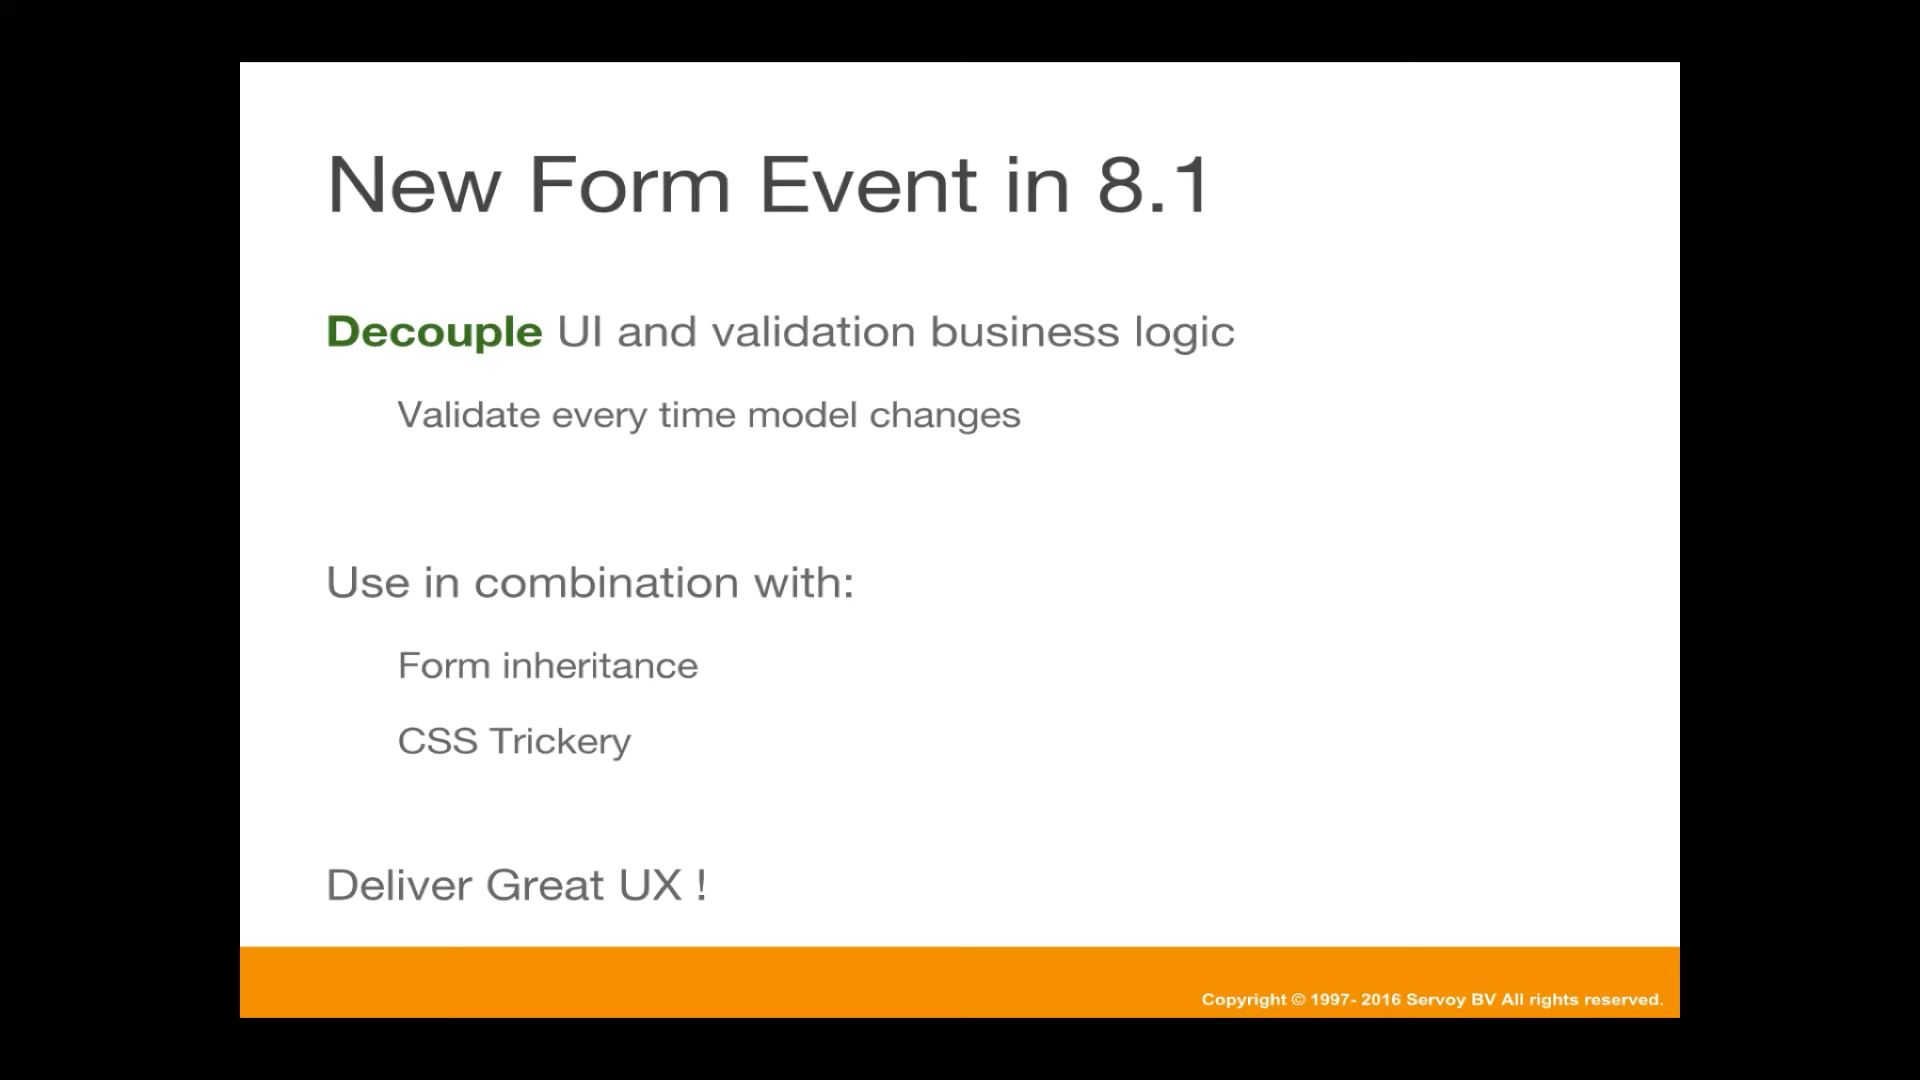 New Form Event in 8.1
Decouple UI and validation business logic
Validate every time model changes
Use in combination with:
Form inheritance
CSS Trickery
Deliver Great UX !
Copyright © 1997- 2016 Servoy BV All rights reserved.